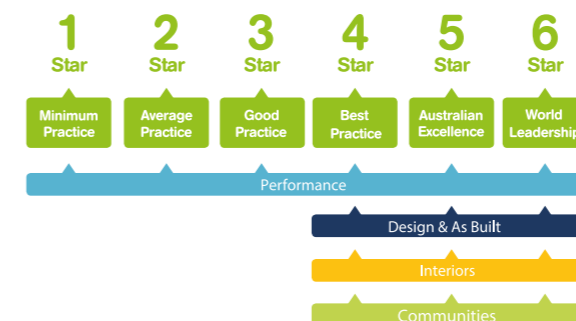 1 2 3 4 5 6
Star Star Star Star Star Star
Minimum Practice
Average Practice
Good Practice
Best Practice
Australian Excellence
World Leadership
Performance
Design & As Built
Interiors
Communities